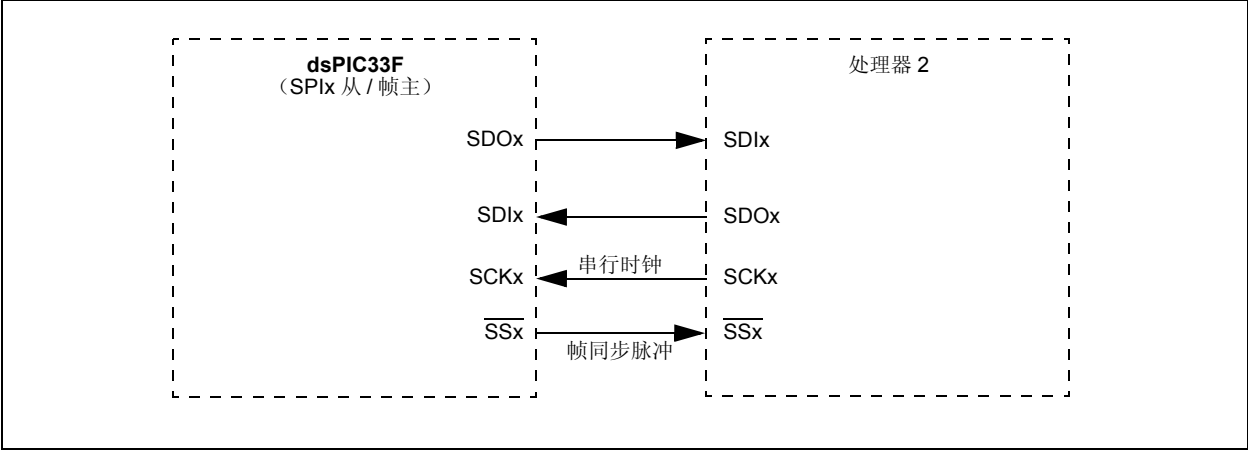 dsPIC33F
（SPIx 从 / 帧主）
处理器 2
SDOx
SDIx
SDIx
SDOx
SCKx
串行时钟
SCKx
SSx
帧同步脉冲
SSx